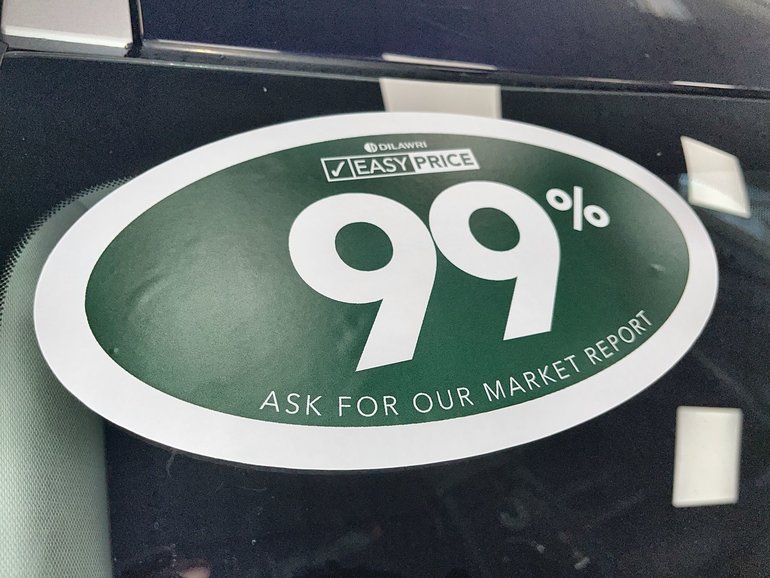 DILAWRI
✓ EASY PRICE
99%
ASK FOR OUR MARKET REPORT